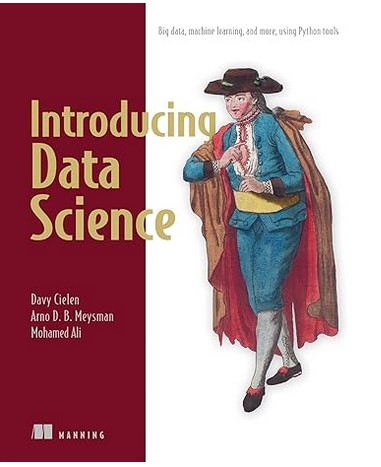 Big data, machine learning, and more, using Python tools
Introducing
Data
Science
Davy Cielen
Arno D. B. Meysman
Mohamed Ali
MANNING